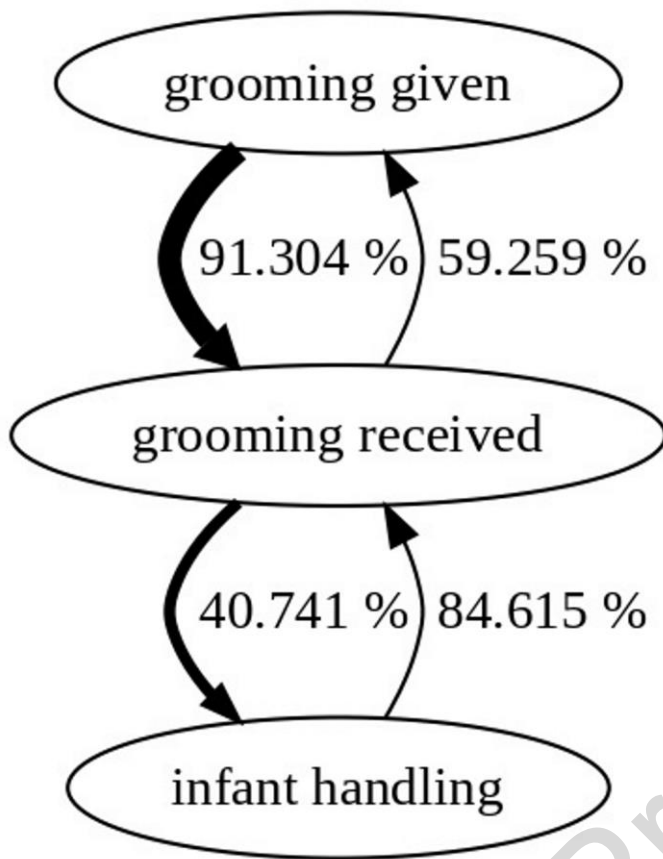 grooming given
91.304 % 59.259 %
grooming received
40.741 % 84.615 %
infant handling